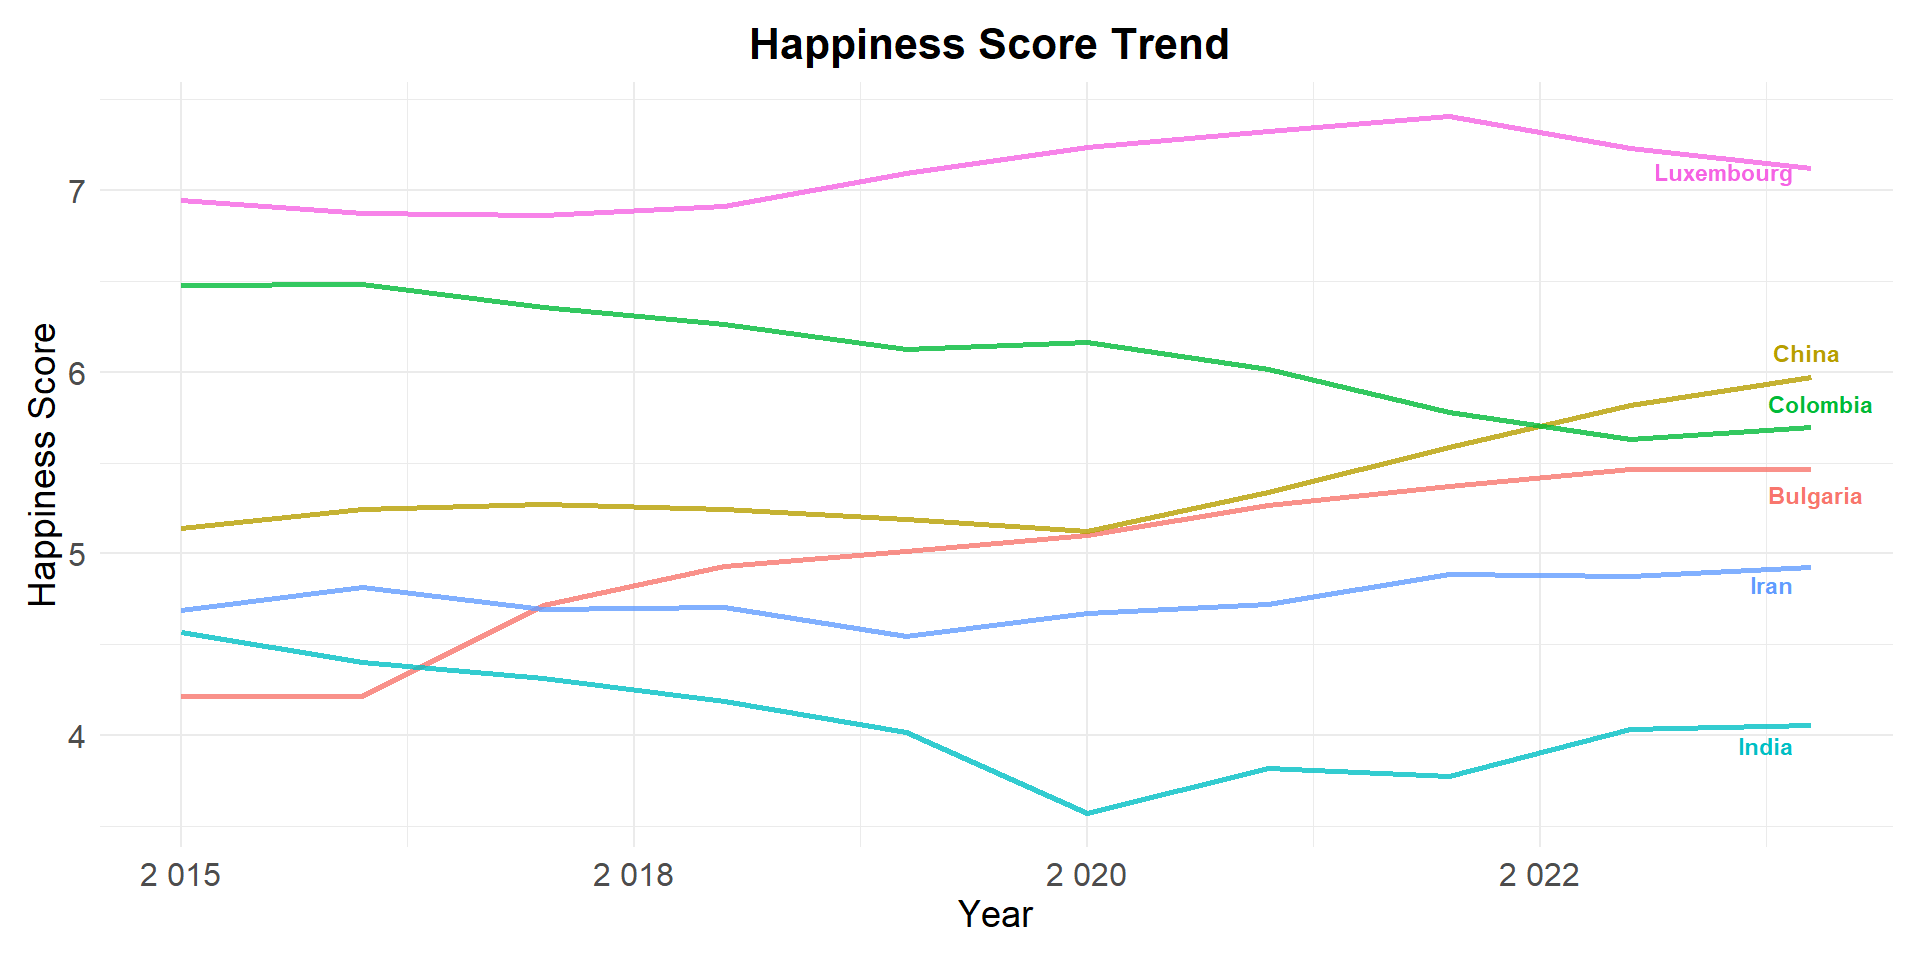 Happiness Score Trend
Happiness Score
7
6
5
4
Luxembourg
China
Colombia
Bulgaria
Iran
India
2 015
2 018
2 020
2 022
Year